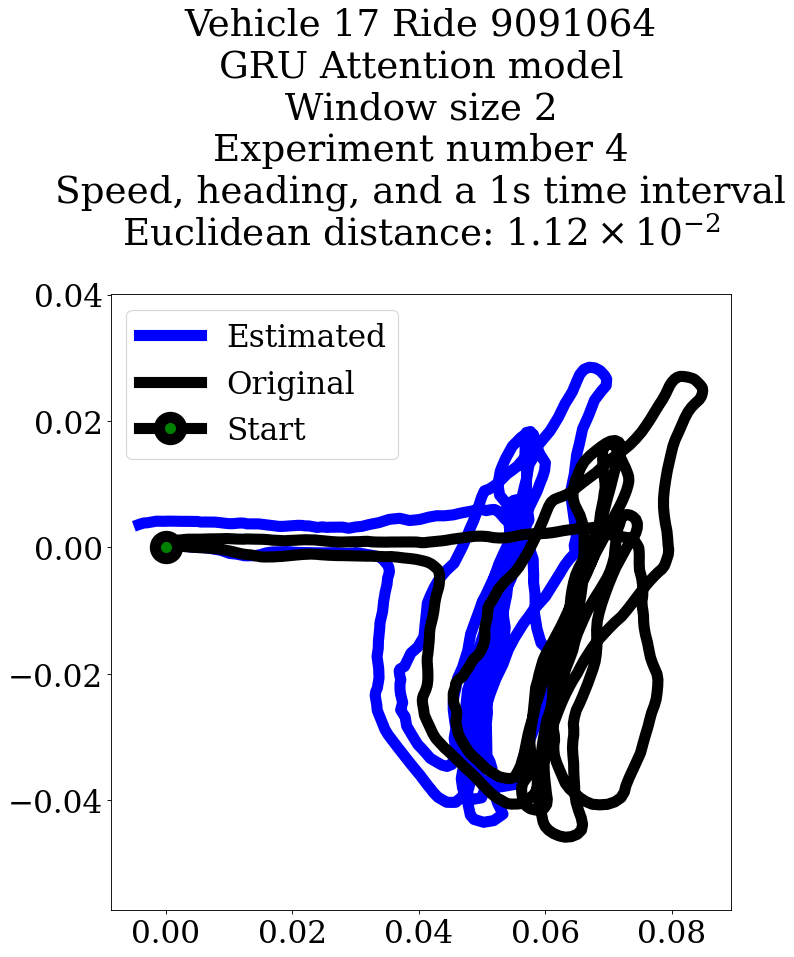 Vehicle 17 Ride 9091064
GRU Attention model
Window size 2
Experiment number 4
Speed, heading, and a 1s time interval
Euclidean distance: 1.12 × 10⁻²
0.04
0.02
0.00
−0.02
−0.04
Estimated
Original
Start
0.00 0.02 0.04 0.06 0.08